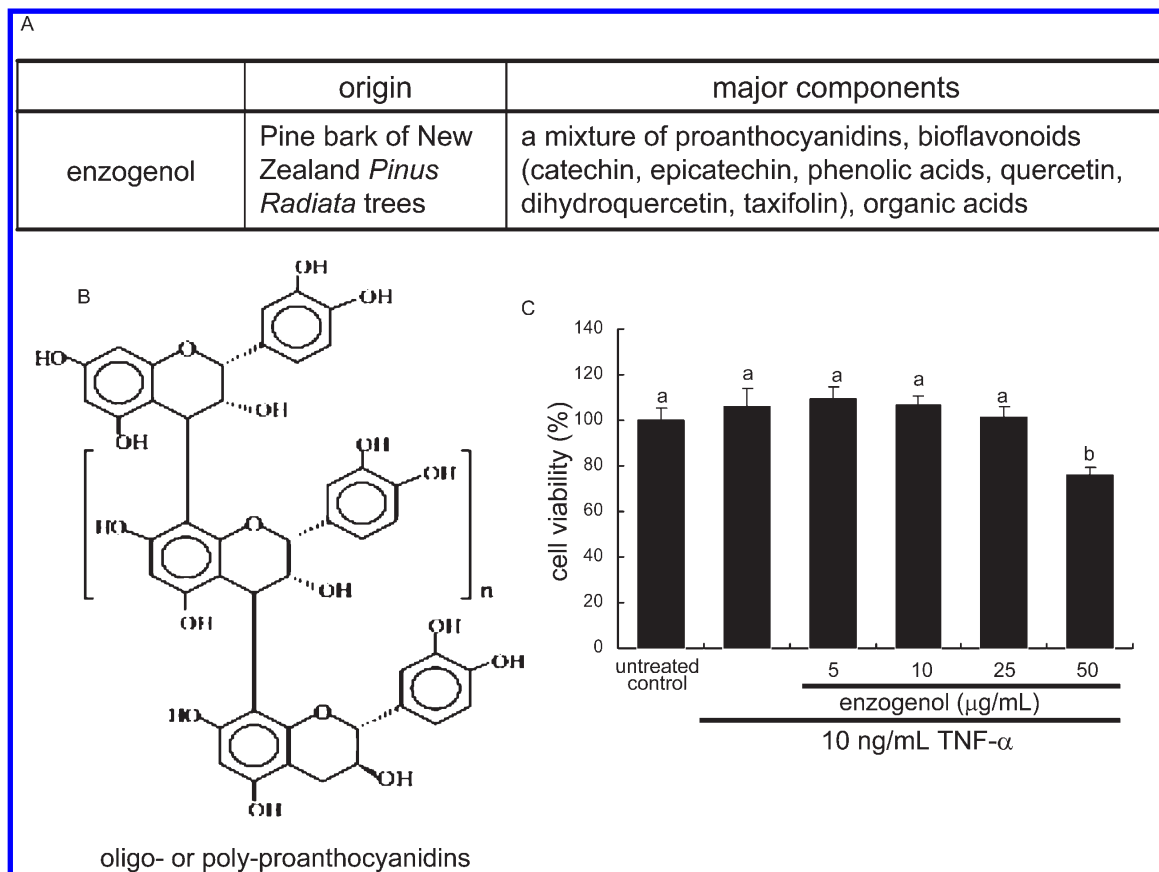 A
origin major components
enzogenol
Pine bark of New
Zealand Pinus
Radiata trees
a mixture of proanthocyanidins, bioflavonoids
(catechin, epicatechin, phenolic acids, quercetin,
dihydroquercetin, taxifolin), organic acids
B
OH
OH
HO
O
OH
OH
OH
OH
HO
O
OH
OH
n
OH
OH
HO
O
OH
OH
oligo- or poly-proanthocyanidins
C
cell viability (%)
140
120
100
80
60
40
20
0
a a a a a b
untreated
control
5 10 25 50
enzogenol (μg/mL)
10 ng/mL TNF-α